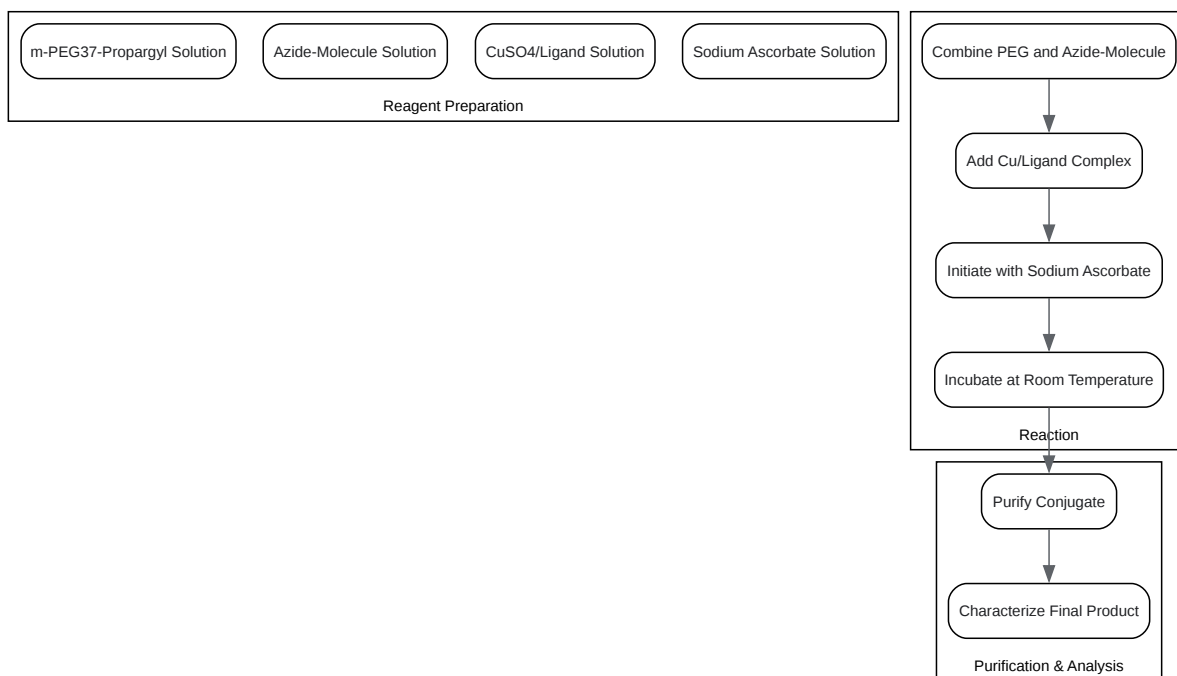 m-PEG37-Propargyl Solution
Azide-Molecule Solution
CuSO4/Ligand Solution
Sodium Ascorbate Solution
Reagent Preparation
Combine PEG and Azide-Molecule
Add Cu/Ligand Complex
Initiate with Sodium Ascorbate
Incubate at Room Temperature
Reaction
Purify Conjugate
Characterize Final Product
Purification & Analysis